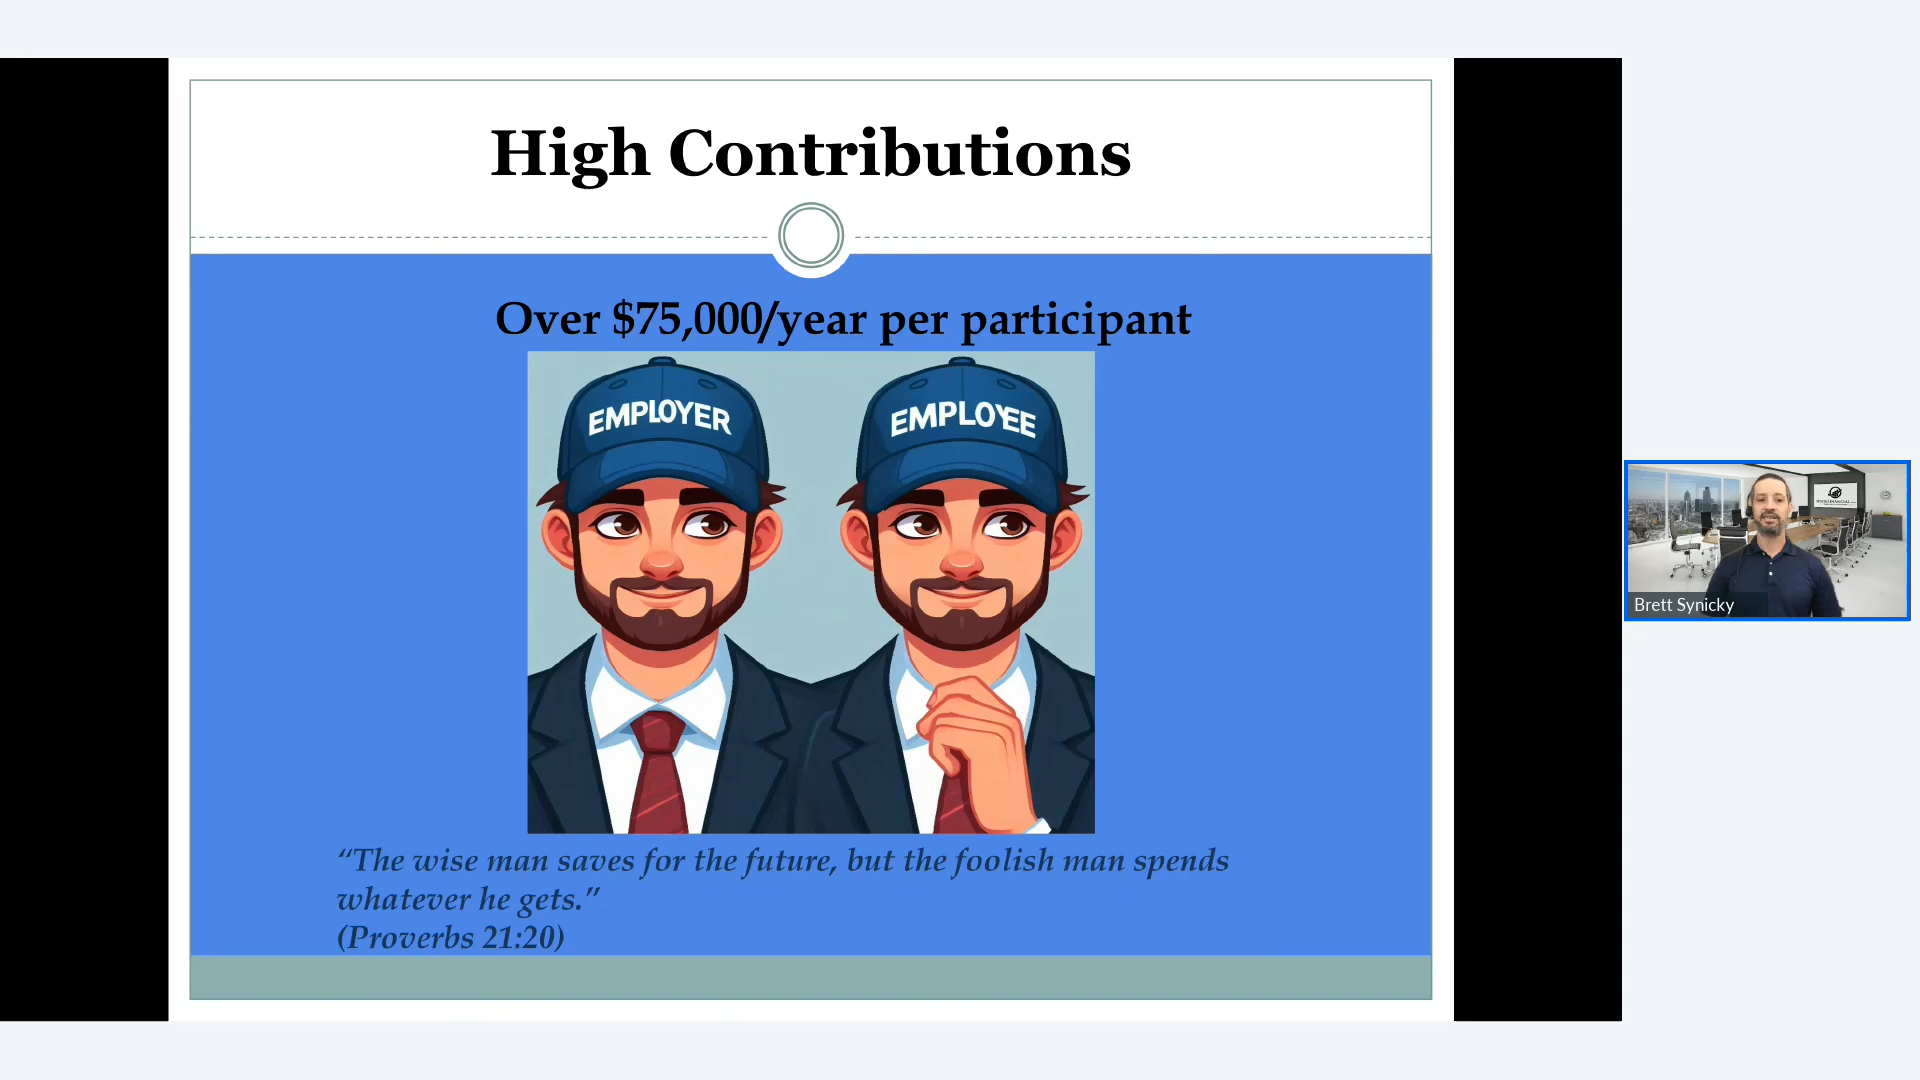 High Contributions
Over $75,000/year per participant
EMPLOYER
EMPLOYEE
“The wise man saves for the future, but the foolish man spends
whatever he gets.”
(Proverbs 21:20)
Brett Synicky